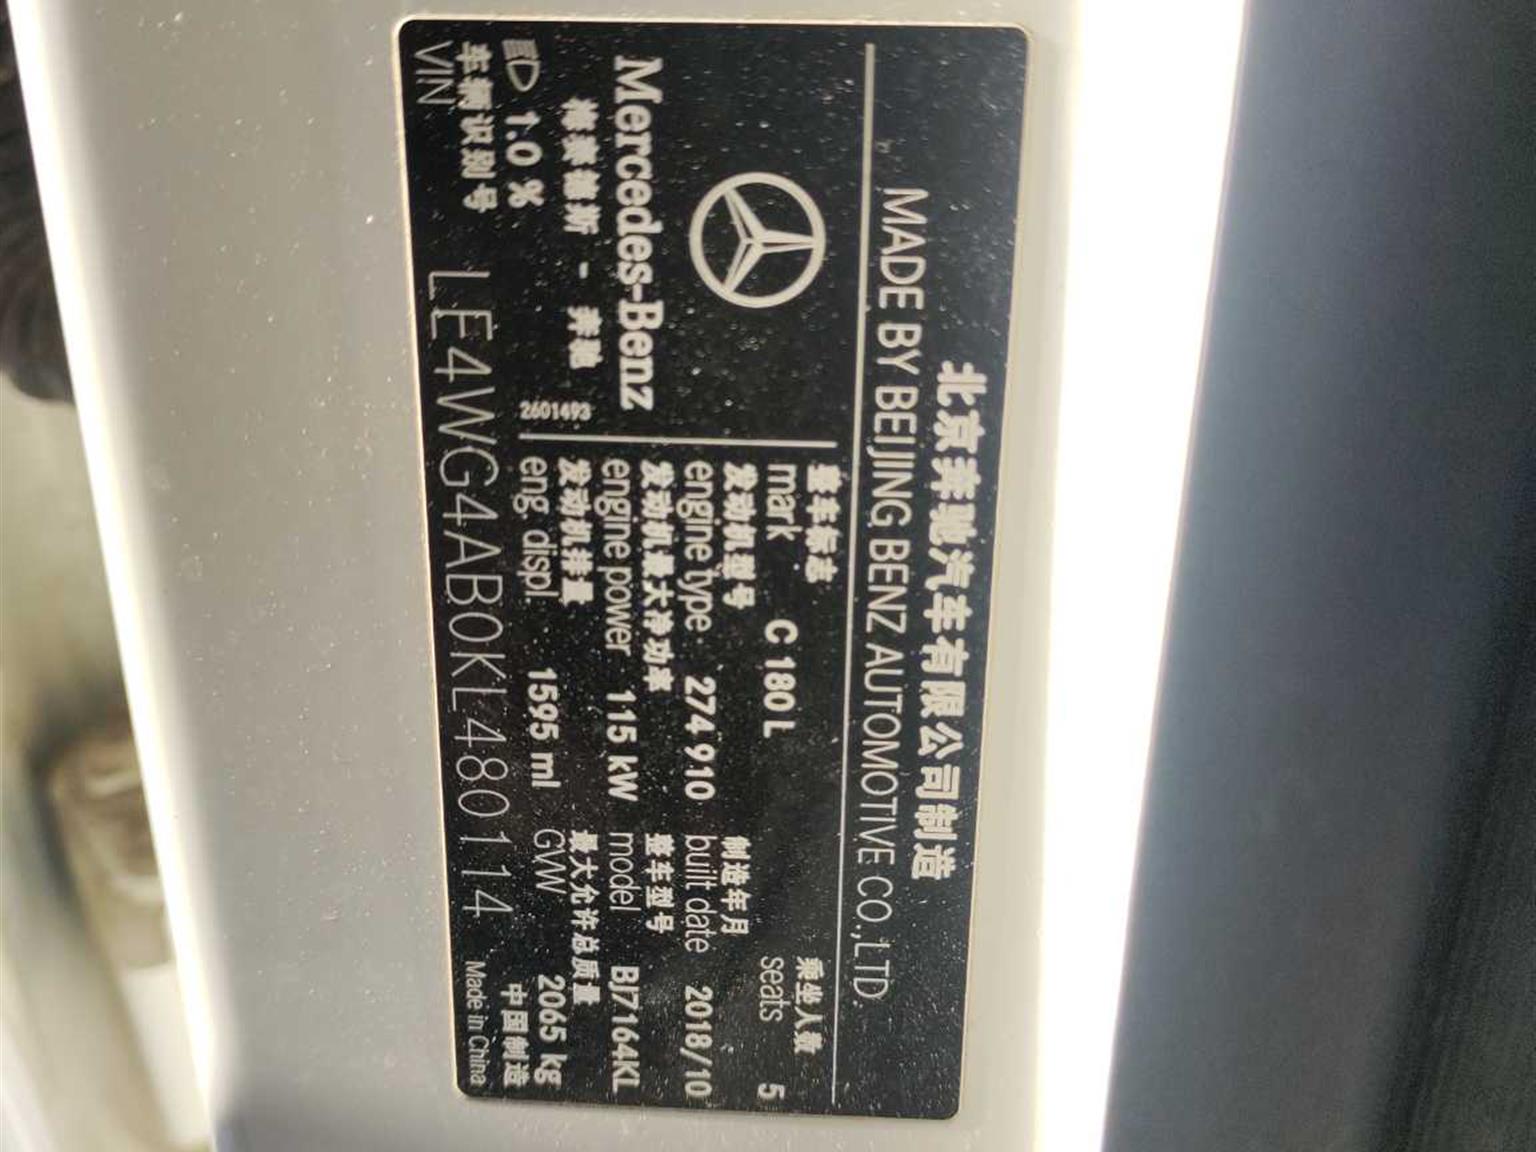 北京奔驰汽车有限公司制造
MADE BY BEIJING BENZ AUTOMOTIVE CO.,LTD.
Mercedes-Benz
梅赛德斯 - 奔驰
2601493
整车标志
mark C 180 L
乘坐人数
seats 5
发动机型号
engine type 274 910
制造年月
built date 2018/10
发动机最大净功率
engine power 115 kW
整车型号
model BJ7164KL
发动机排量
eng. displ. 1595 ml
最大允许总质量
GVW 2065 kg
1.0 %
车辆识别号
VIN LE4WG4AB0KL480114
中国制造
Made in China